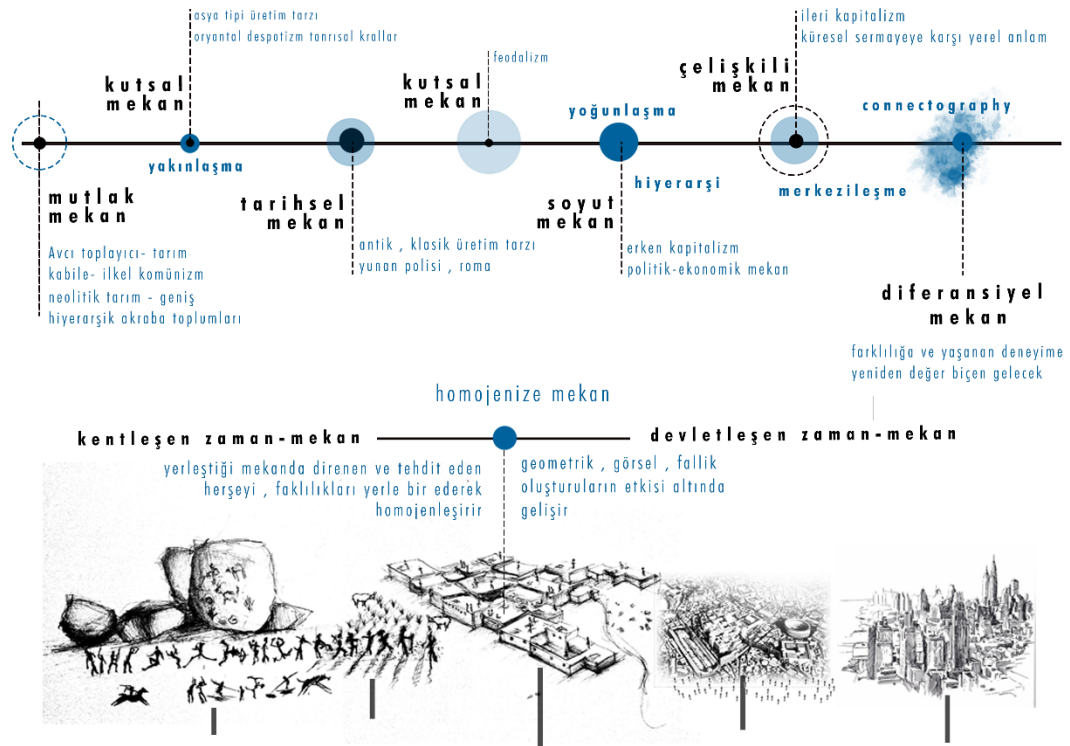 asya tipi üretim tarzı
oryantal despotizm tanrısal krallar
kutsal
mekan
feodalizm
kutsal
mekan
ileri kapitalizm
küresel sermayeye karşı yerel anlam
çelişkili
mekan
yoğunlaşma
connectography
yakınlaşma
mutlak
mekan
tarihsel
mekan
soyut
mekan
hiyerarşi
merkezileşme
Avcı toplayıcı- tarım
kabile- ilkel komünizm
neolitik tarım - geniş
hiyerarşik akraba toplumları
antik , klasik üretim tarzı
yunan polisi , roma
erken kapitalizm
politik-ekonomik mekan
diferansiyel
mekan
farklılığa ve yaşanan deneyime
yeniden değer biçen gelecek
homojenize mekan
kentleşen zaman-mekan
devletleşen zaman-mekan
yerleştiği mekanda direnen ve tehdit eden
herşeyi , faklılıkları yerle bir ederek
homojenleşirir
geometrik , görsel , fallik
oluşturuların etkisi altında
gelişir